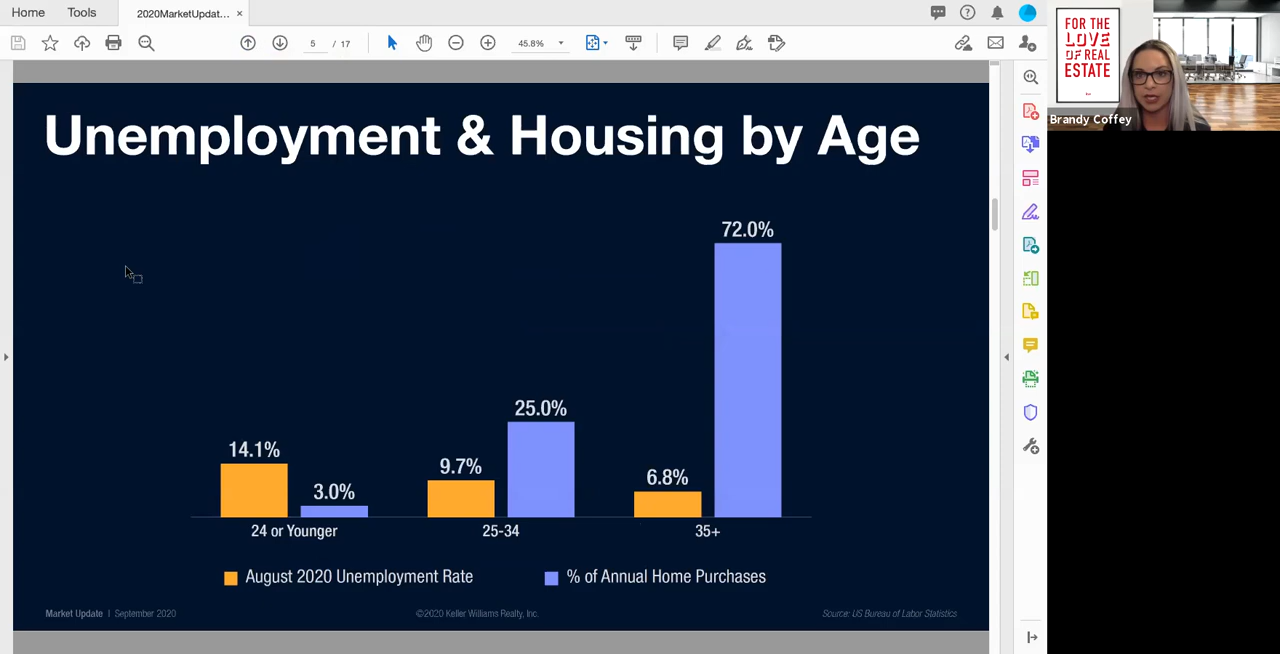 Home Tools 2020MarketUpdat... ×
5 / 17 45.8%
Unemployment & Housing by Age
72.0%
25.0%
14.1%
9.7%
6.8%
3.0%
24 or Younger 25-34 35+
August 2020 Unemployment Rate % of Annual Home Purchases
Market Update | September 2020 ©2020 Keller Williams Realty, Inc. Source: US Bureau of Labor Statistics
FOR THE
LOVE
OF REAL
ESTATE
Brandy Coffey